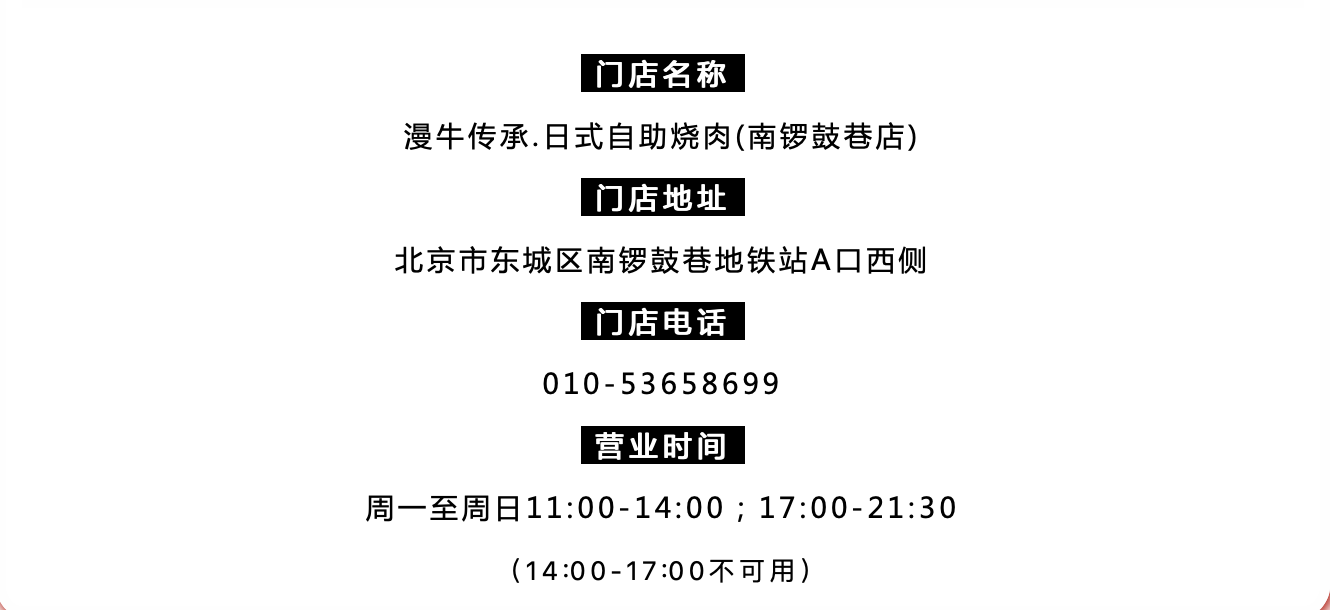 门店名称
漫牛传承.日式自助烧肉(南锣鼓巷店)
门店地址
北京市东城区南锣鼓巷地铁站A口西侧
门店电话
010-53658699
营业时间
周一至周日11:00-14:00；17:00-21:30
（14:00-17:00不可用）